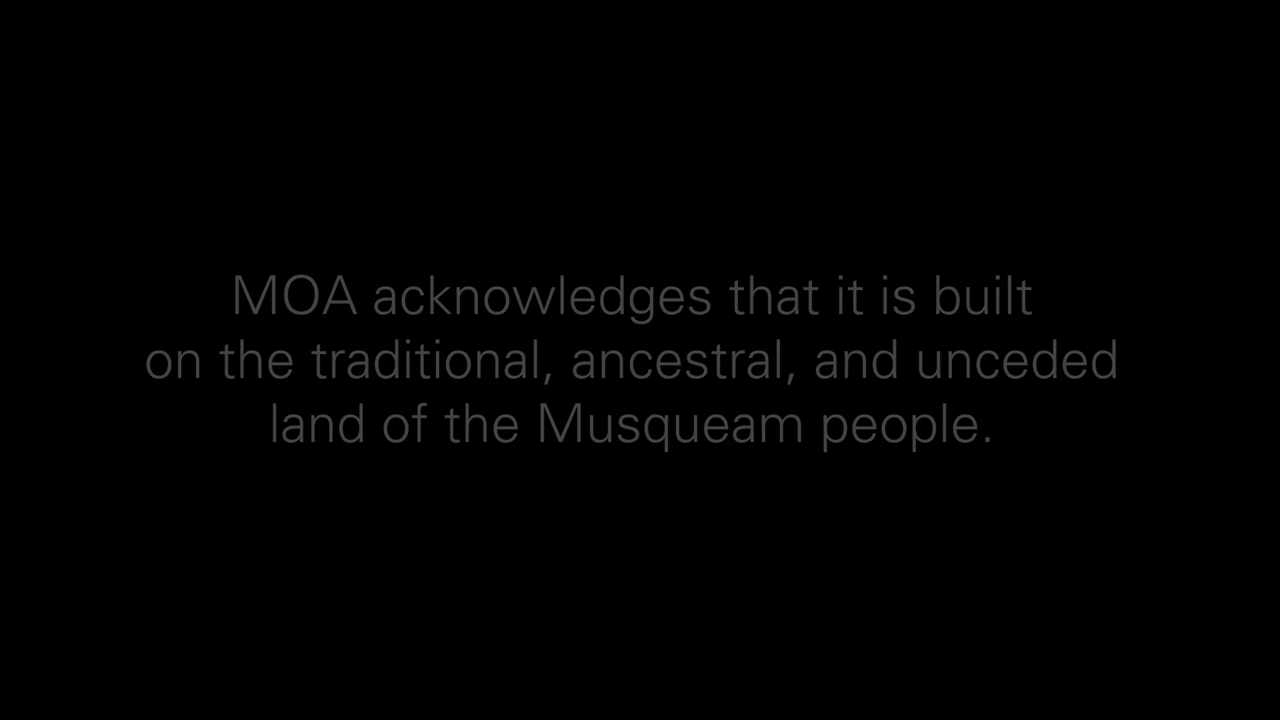 MOA acknowledges that it is built
on the traditional, ancestral, and unceded
land of the Musqueam people.